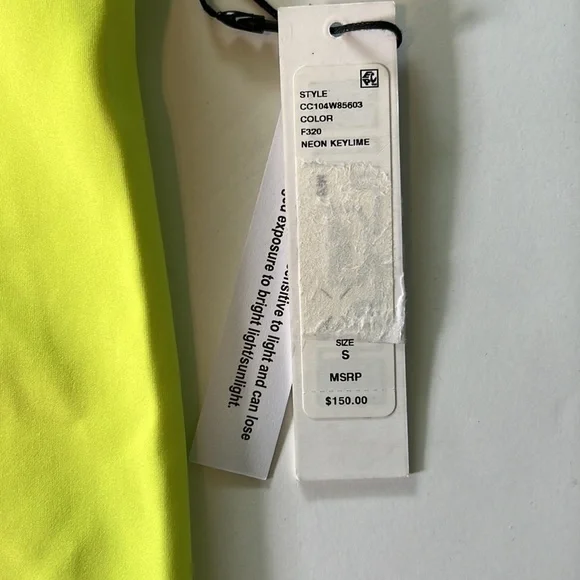 STYLE
CC104W85603
COLOR
F320
NEON KEYLIME
SIZE
S
MSRP
$150.00
sensitive to light and can lose
exposure to bright light/sunlight.